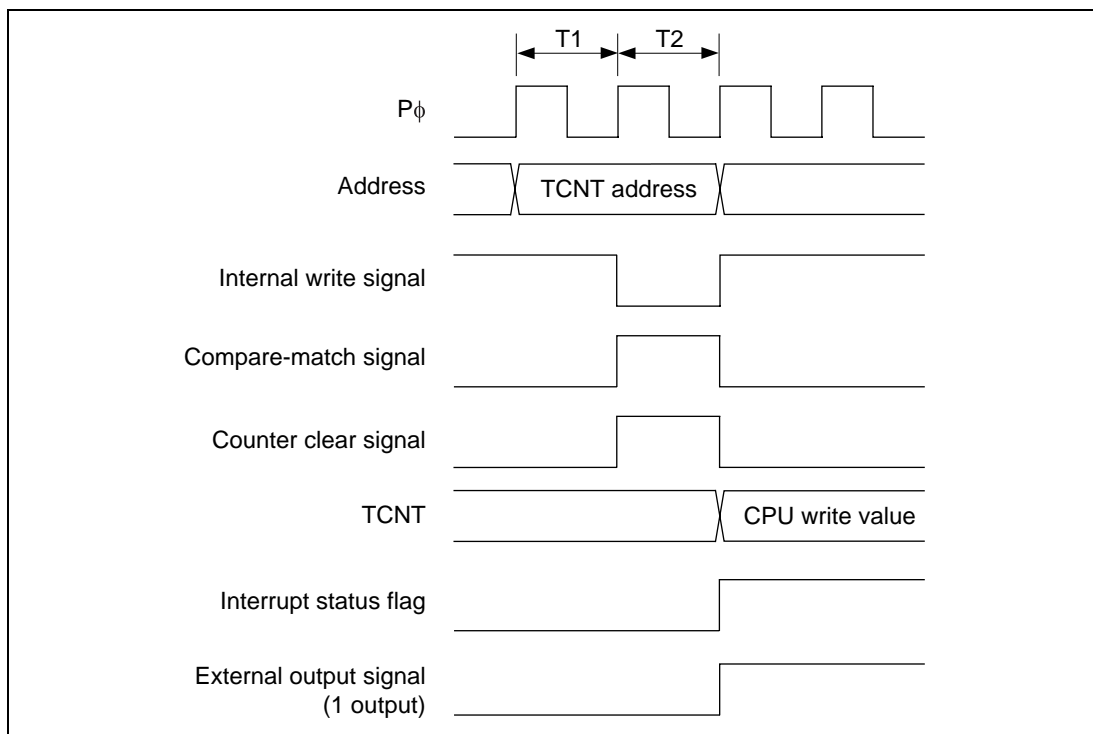 T1 T2
Pϕ
Address
TCNT address
Internal write signal
Compare-match signal
Counter clear signal
TCNT
CPU write value
Interrupt status flag
External output signal
(1 output)